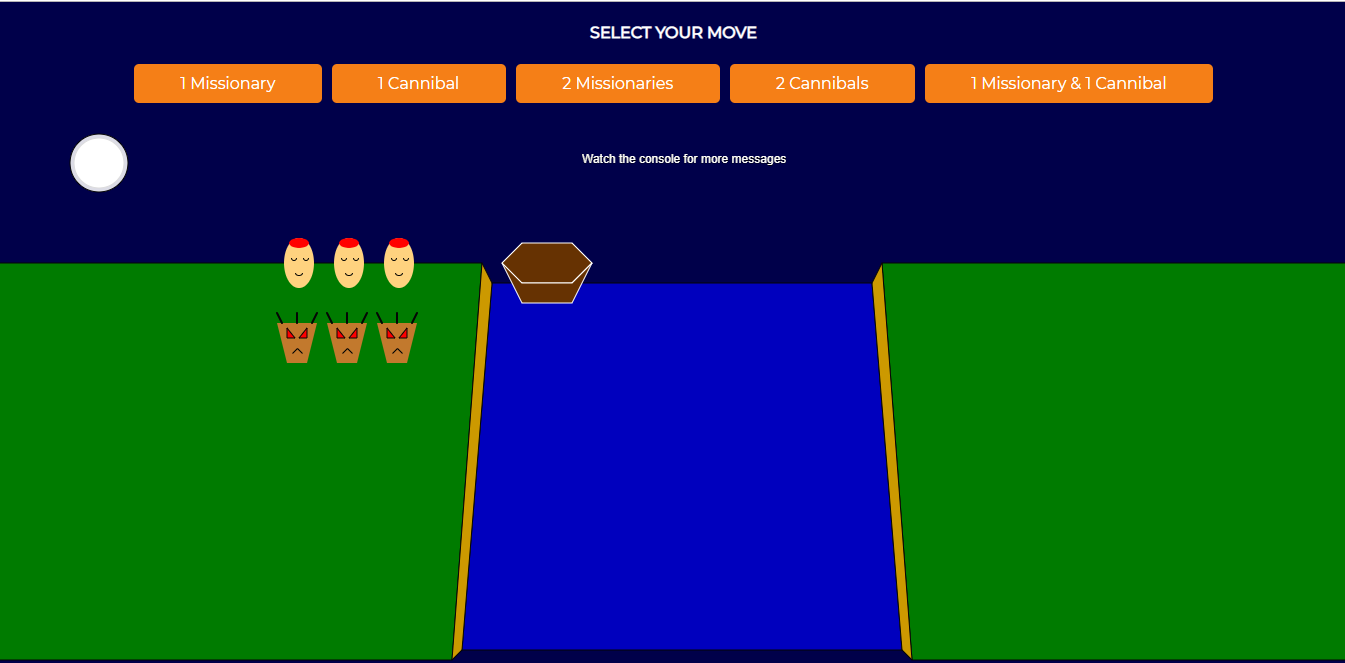 SELECT YOUR MOVE
1 Missionary
1 Cannibal
2 Missionaries
2 Cannibals
1 Missionary & 1 Cannibal
Watch the console for more messages